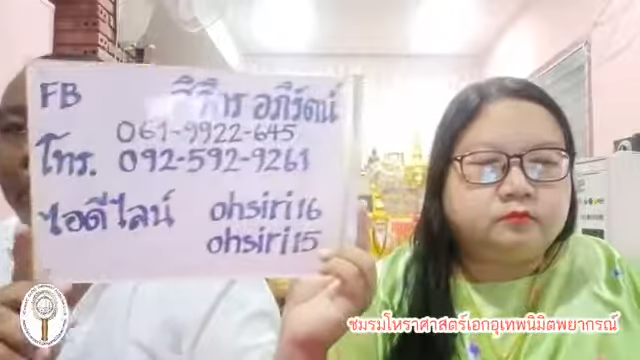 FB สิริกร อภิรัตน์
061-9922-645
โทร. 092-592-9261
ไอดีไลน์ ohsiri16
ohsiri15
ชมรมโหราศาสตร์เอกอุเทพนิมิตพยากรณ์